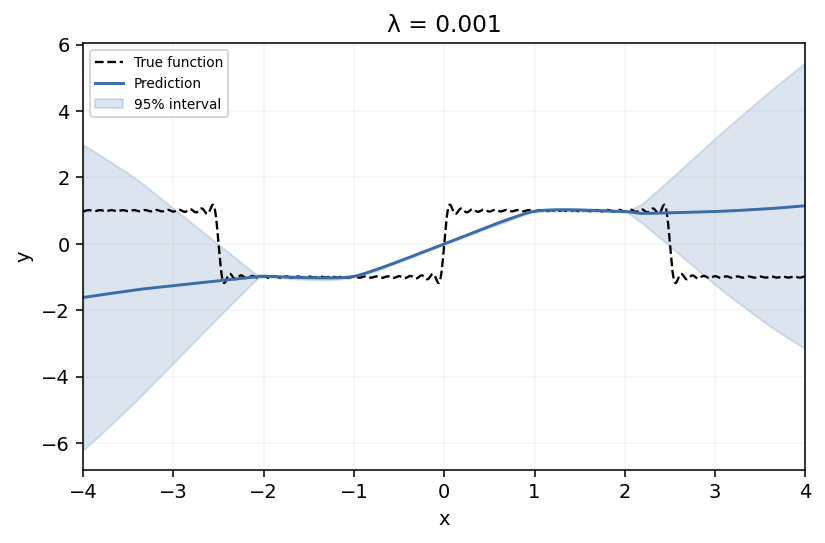 λ = 0.001
True function
Prediction
95% interval
y
6
4
2
0
−2
−4
−6
−4 −3 −2 −1 0 1 2 3 4
x